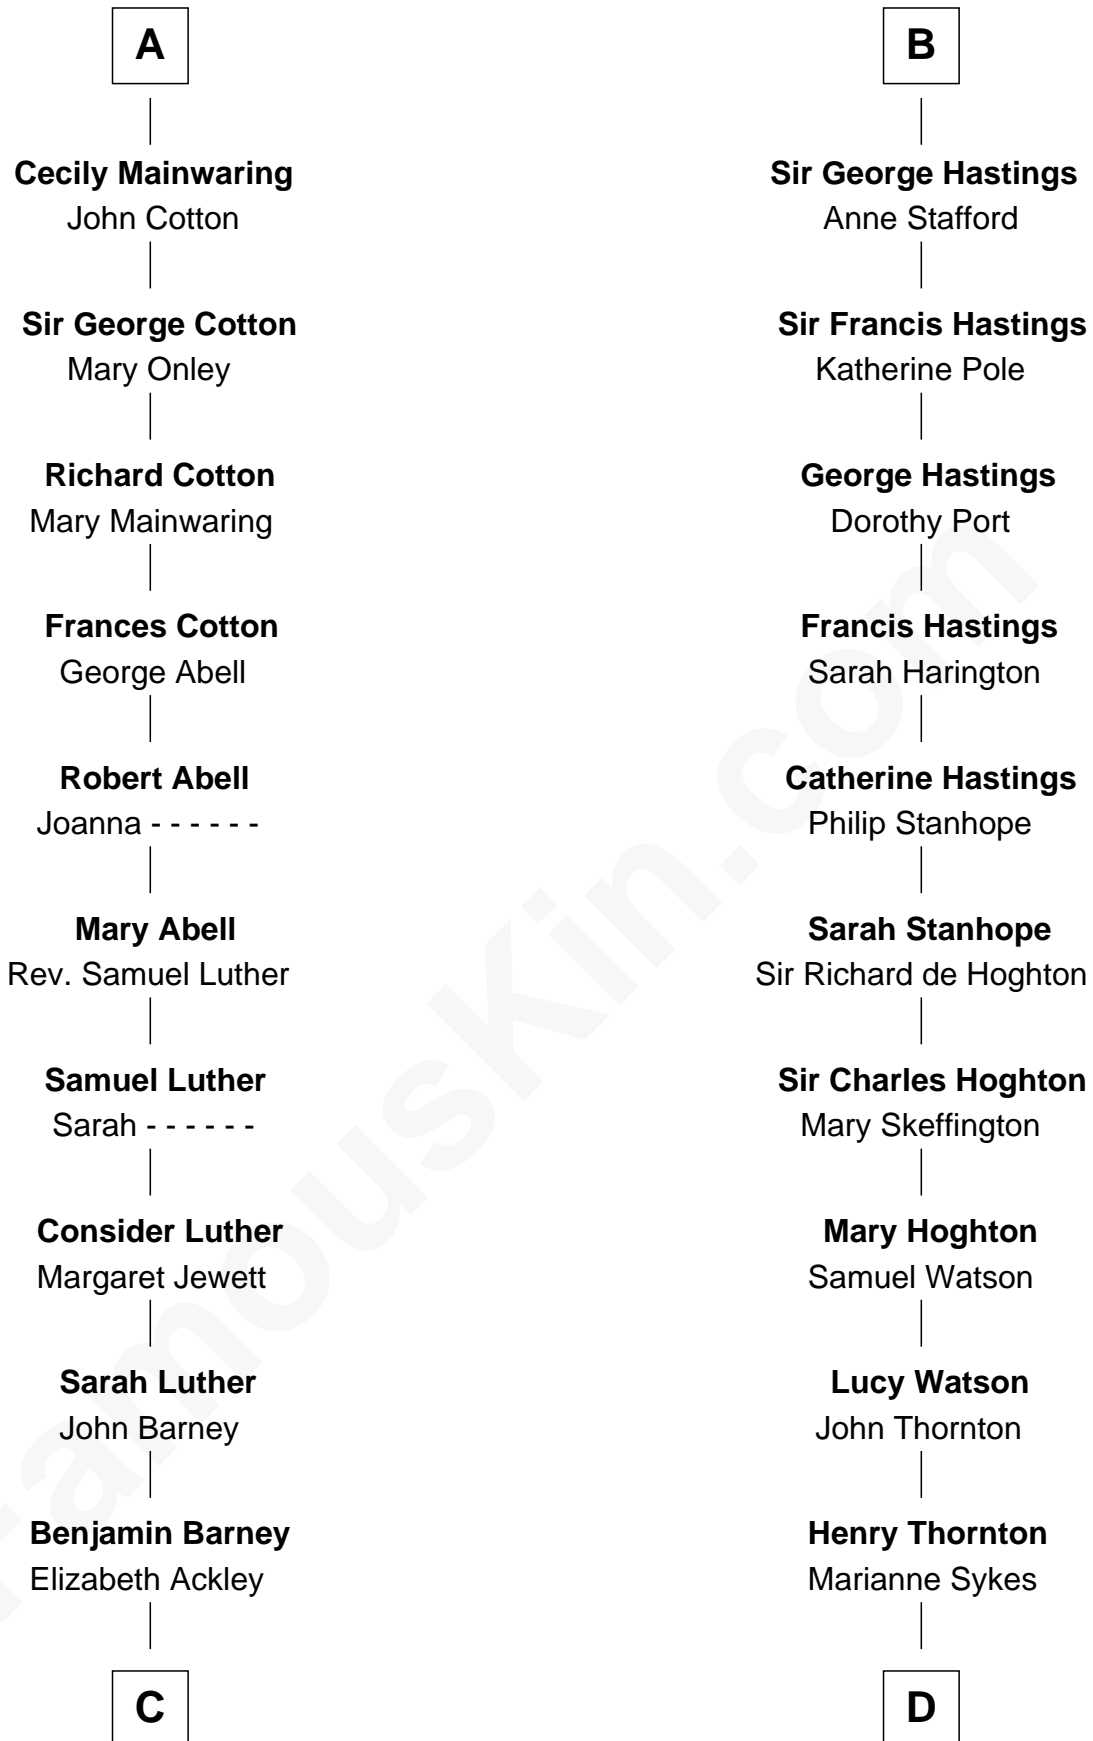 A
Cecily Mainwaring
John Cotton
Sir George Cotton
Mary Onley
Richard Cotton
Mary Mainwaring
Frances Cotton
George Abell
Robert Abell
Joanna - - - - - -
Mary Abell
Rev. Samuel Luther
Samuel Luther
Sarah - - - - - -
Consider Luther
Margaret Jewett
Sarah Luther
John Barney
Benjamin Barney
Elizabeth Ackley
C
B
Sir George Hastings
Anne Stafford
Sir Francis Hastings
Katherine Pole
George Hastings
Dorothy Port
Francis Hastings
Sarah Harington
Catherine Hastings
Philip Stanhope
Sarah Stanhope
Sir Richard de Hoghton
Sir Charles Hoghton
Mary Skeffington
Mary Hoghton
Samuel Watson
Lucy Watson
John Thornton
Henry Thornton
Marianne Sykes
D
FamousKin.com